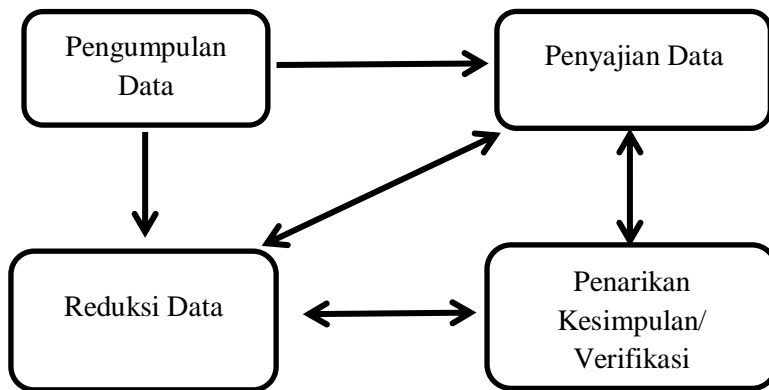 Pengumpulan
Data
Penyajian Data
Reduksi Data
Penarikan
Kesimpulan/
Verifikasi